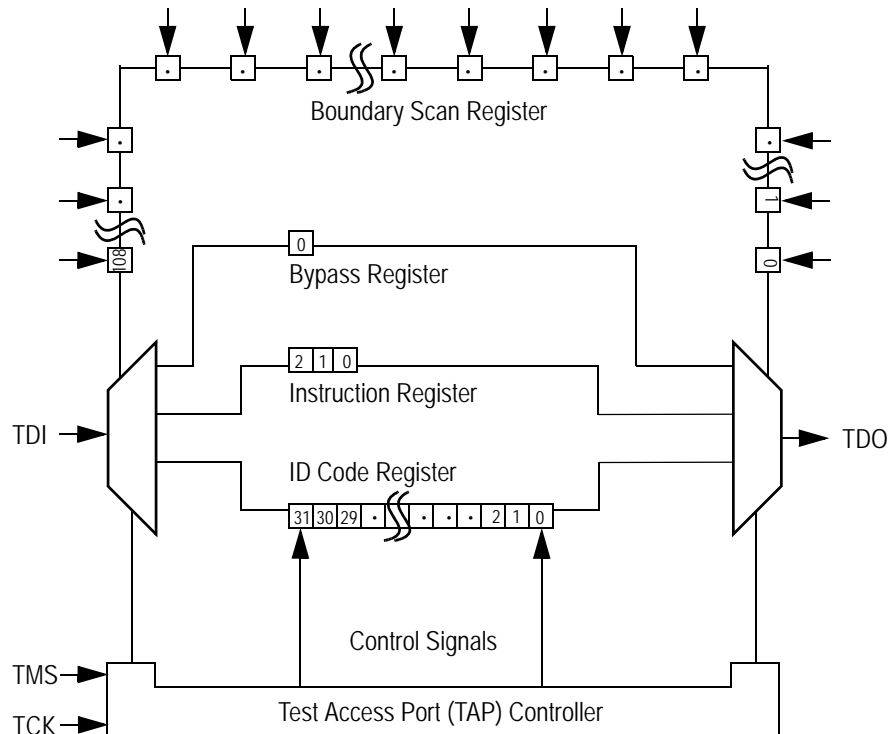 . . . . . . . .
Boundary Scan Register
. .
. 1
108 0
0
Bypass Register
2 1 0
Instruction Register
TDI TDO
ID Code Register
31 30 29 . . . . 2 1 0
Control Signals
TMS
Test Access Port (TAP) Controller
TCK